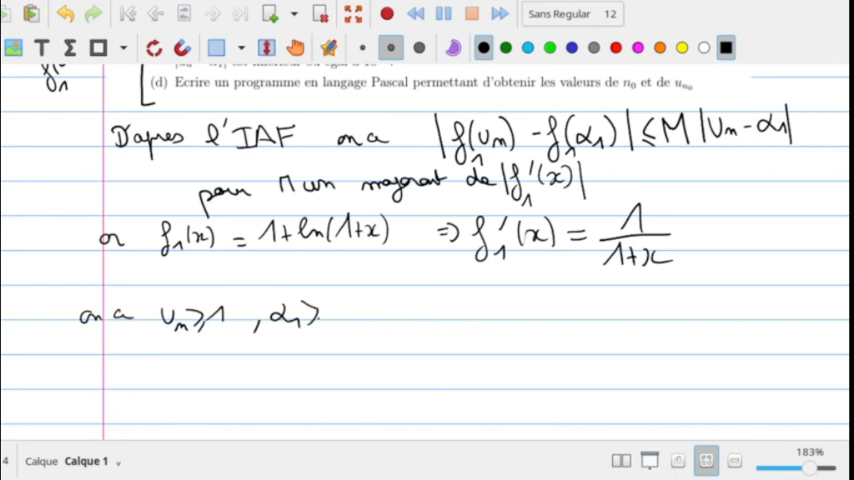 Sans Regular 12
(d) Ecrire un programme en langage Pascal permettant d'obtenir les valeurs de n₀ et de uₙ₀
D'apres l'IAF on a |f₁(uₙ) - f₁(α₁)| ≤ M |uₙ - α₁|
pour M un majorant de |f₁'(x)|
or f₁(x) = 1+ln(1+x) => f₁'(x) = 1/(1+x)
on a uₙ ≥ 1 , α₁ >
4 Calque Calque 1 183%